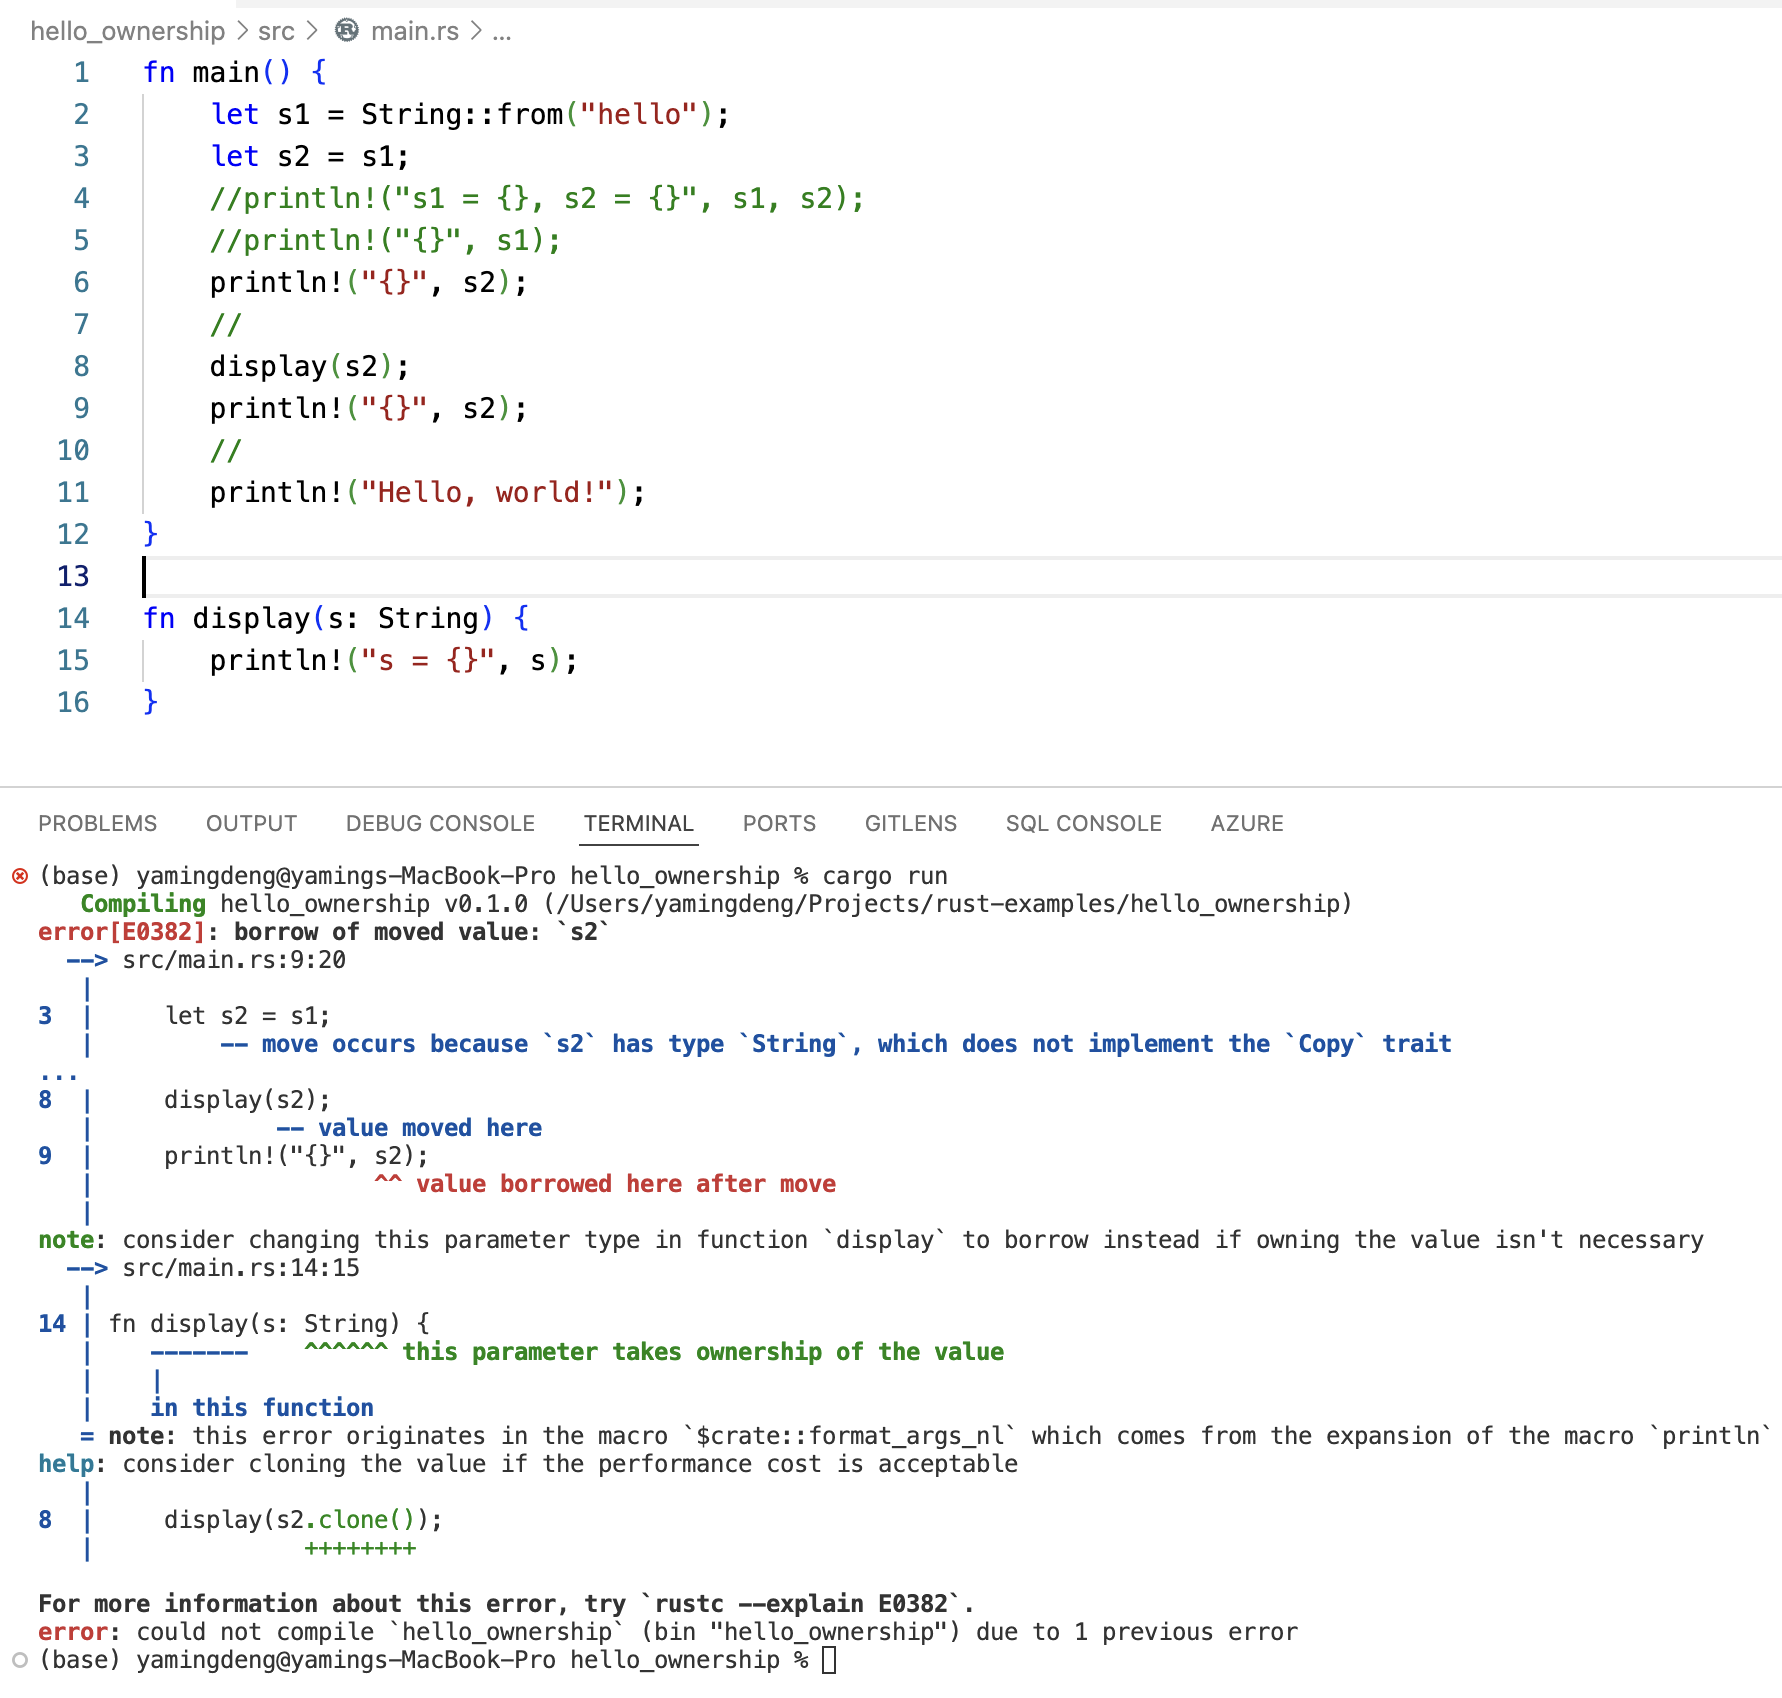 hello_ownership > src > main.rs > ...
1 fn main() {
2     let s1 = String::from("hello");
3     let s2 = s1;
4     //println!("s1 = {}, s2 = {}", s1, s2);
5     //println!("{}", s1);
6     println!("{}", s2);
7     //
8     display(s2);
9     println!("{}", s2);
10     //
11     println!("Hello, world!");
12 }
13
14 fn display(s: String) {
15     println!("s = {}", s);
16 }
PROBLEMS OUTPUT DEBUG CONSOLE TERMINAL PORTS GITLENS SQL CONSOLE AZURE
(base) yamingdeng@yamings-MacBook-Pro hello_ownership % cargo run
   Compiling hello_ownership v0.1.0 (/Users/yamingdeng/Projects/rust-examples/hello_ownership)
error[E0382]: borrow of moved value: `s2`
  --> src/main.rs:9:20
   |
3  |     let s2 = s1;
   |         -- move occurs because `s2` has type `String`, which does not implement the `Copy` trait
...
8  |     display(s2);
   |             -- value moved here
9  |     println!("{}", s2);
   |                    ^^ value borrowed here after move
   |
note: consider changing this parameter type in function `display` to borrow instead if owning the value isn't necessary
  --> src/main.rs:14:15
   |
14 | fn display(s: String) {
   |    -------    ^^^^^^ this parameter takes ownership of the value
   |    |
   |    in this function
   = note: this error originates in the macro `$crate::format_args_nl` which comes from the expansion of the macro `println`
help: consider cloning the value if the performance cost is acceptable
   |
8  |     display(s2.clone());
   |               ++++++++

For more information about this error, try `rustc --explain E0382`.
error: could not compile `hello_ownership` (bin "hello_ownership") due to 1 previous error
(base) yamingdeng@yamings-MacBook-Pro hello_ownership %